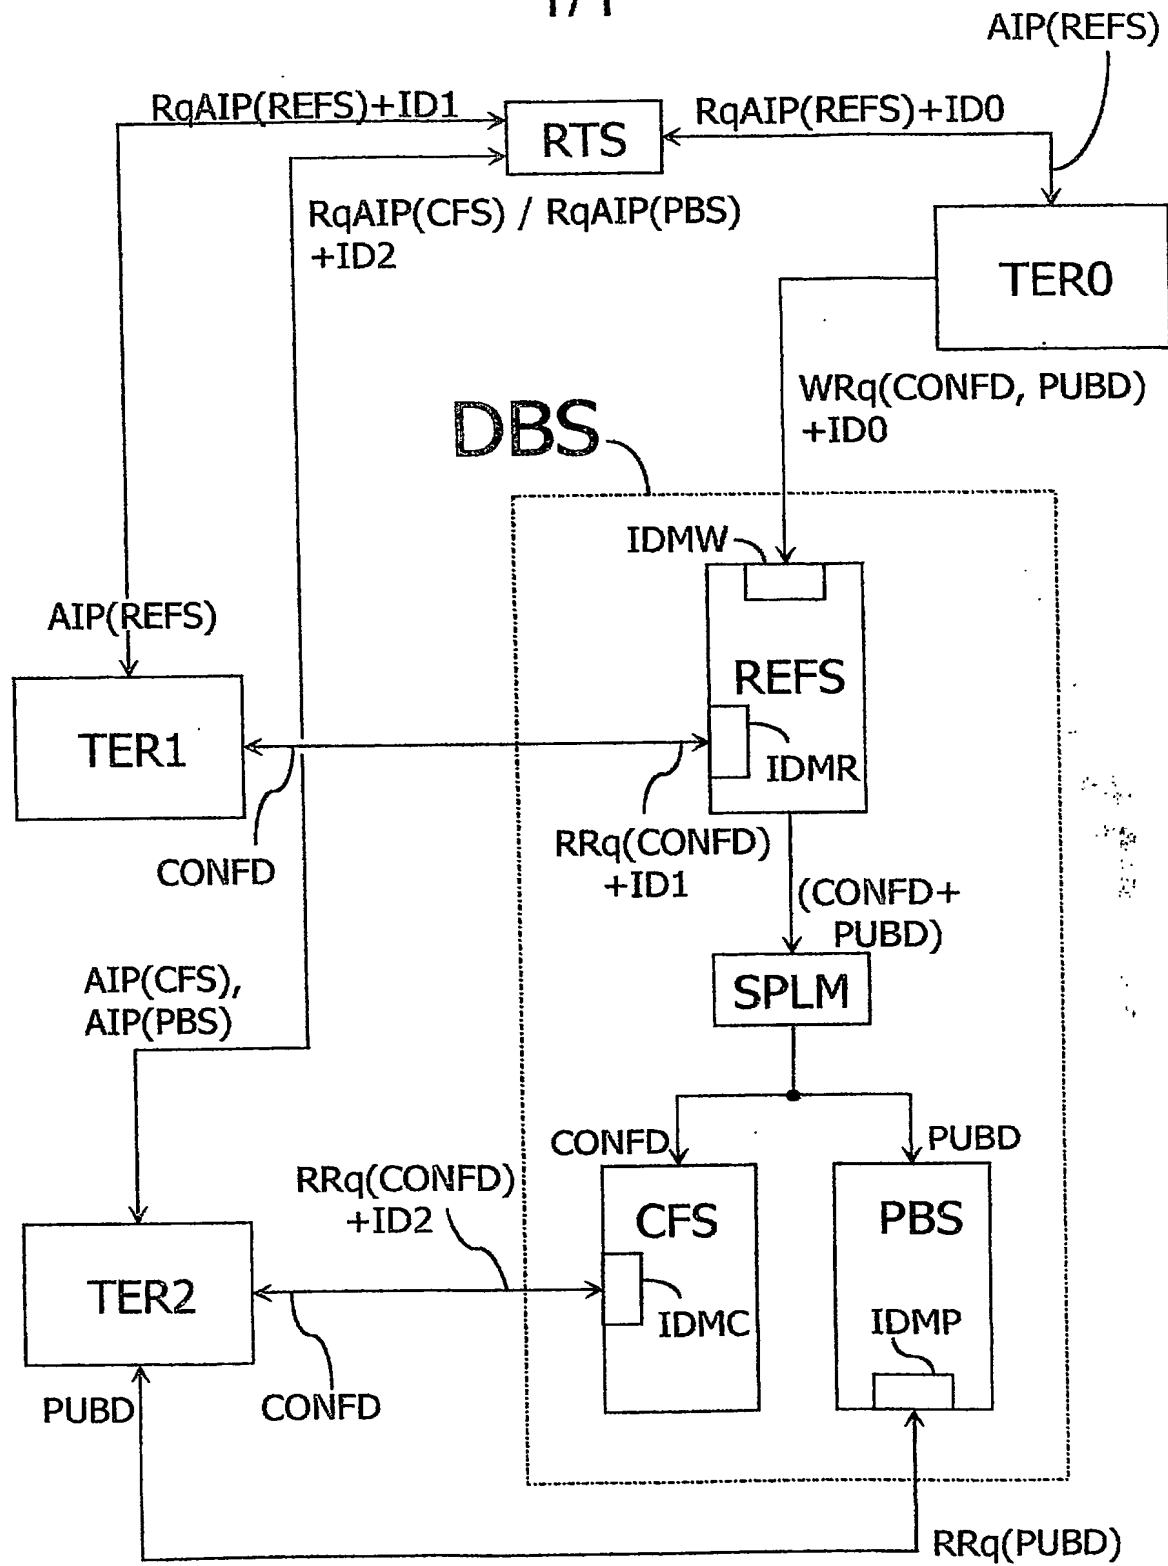 1/1
AIP(REFS)
RqAIP(REFS)+ID1
RTS
RqAIP(REFS)+ID0
RqAIP(CFS) / RqAIP(PBS)
+ID2
TER0
WRq(CONFD, PUBD)
+ID0
DBS
IDMW
AIP(REFS)
REFS
TER1
IDMR
RRq(CONFD)
+ID1
CONFD
(CONFD+
PUBD)
AIP(CFS),
AIP(PBS)
SPLM
CONFD
PUBD
RRq(CONFD)
+ID2
CFS
PBS
TER2
IDMC
IDMP
PUBD
CONFD
RRq(PUBD)